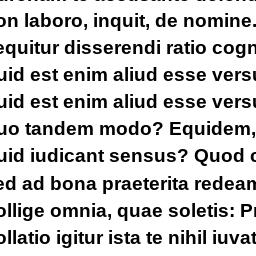 on laboro, inquit, de nomine.
equitur disserendi ratio cogn
uid est enim aliud esse versu
uid est enim aliud esse versu
uo tandem modo? Equidem,
uid iudicant sensus? Quod c
ed ad bona praeterita redeam
ollige omnia, quae soletis: Pr
ollatio igitur ista te nihil iuvat